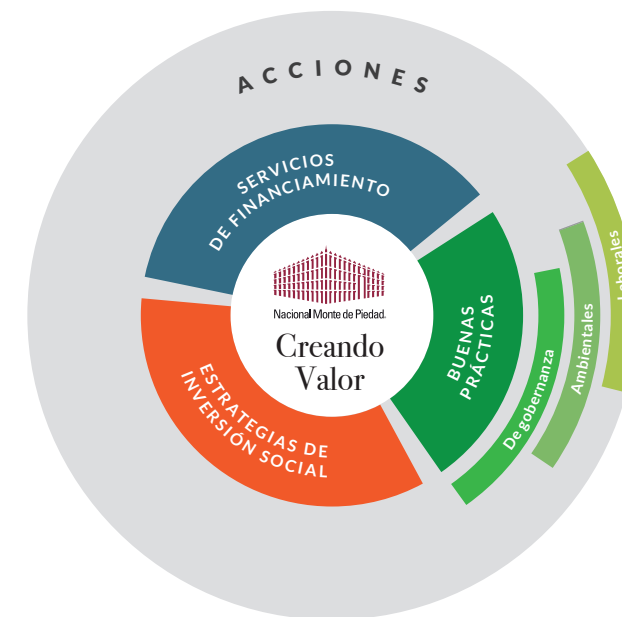 ACCIONES
SERVICIOS
DE FINANCIAMIENTO
Nacional Monte de Piedad.
Creando
Valor
BUENAS
PRÁCTICAS
ESTRATEGIAS DE
INVERSIÓN SOCIAL
De gobernanza
Ambientales
Laborales